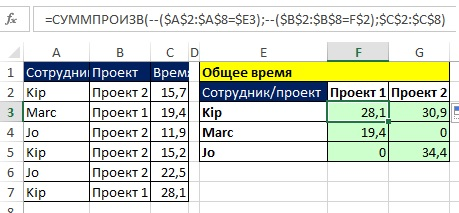 =СУММПРОИЗВ(--($A$2:$A$8=$E3);--($B$2:$B$8=F$2);$C$2:$C$8)
A B C D E F G
1 Сотрудни Проект Время Общее время
2 Kip Проект 2 15,7 Сотрудник/проект Проект 1 Проект 2
3 Marc Проект 1 19,4 Kip 28,1 30,9
4 Jo Проект 2 11,9 Marc 19,4 0
5 Kip Проект 2 15,2 Jo 0 34,4
6 Jo Проект 2 22,5
7 Kip Проект 1 28,1